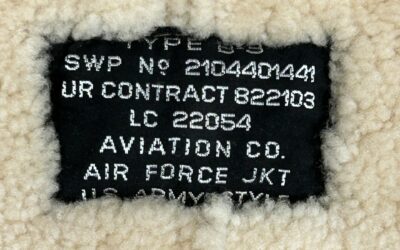 TYPE B-3
SWP Nº 2104401441
UR CONTRACT 822103
LC 22054
AVIATION CO.
AIR FORCE JKT
U.S. ARMY STYLE